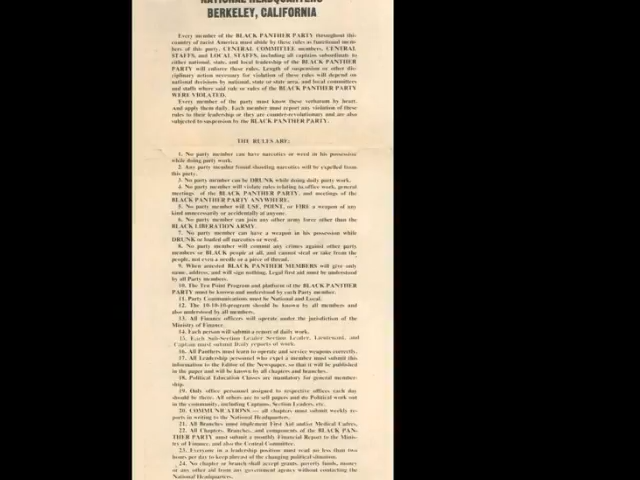 NATIONAL HEADQUARTERS
BERKELEY, CALIFORNIA
Every member of the BLACK PANTHER PARTY throughout this
country of racist America must abide by these rules as functional mem-
bers of this party. CENTRAL COMMITTEE members, CENTRAL
STAFFS, and LOCAL STAFFS, including all captains subordinate to
either national, state, and local leadership of the BLACK PANTHER
PARTY will enforce these rules. Length of suspension or other dis-
ciplinary action necessary for violation of these rules will depend on
national decisions by national, state or state area, and local committees
and staffs where said rule or rules of the BLACK PANTHER PARTY
WERE VIOLATED.
Every member of the party must know these verbatum by heart.
And apply them daily. Each member must report any violation of these
rules to their leadership or they are counter-revolutionary and are also
subjected to suspension by the BLACK PANTHER PARTY.
THE RULES ARE:
1. No party member can have narcotics or weed in his possession
while doing party work.
2. Any party member found shooting narcotics will be expelled from
this party.
3. No party member can be DRUNK while doing daily party work.
4. No party member will violate rules relating to office work, general
meetings of the BLACK PANTHER PARTY, and meetings of the
BLACK PANTHER PARTY ANYWHERE.
5. No party member will USE, POINT, or FIRE a weapon of any
kind unnecessarily or accidentally at anyone.
6. No party member can join any other army force other than the
BLACK LIBERATION ARMY.
7. No party member can have a weapon in his possession while
DRUNK or loaded off narcotics or weed.
8. No party member will commit any crimes against other party
members or BLACK people at all, and cannot steal or take from the
people, not even a needle or a piece of thread.
9. When arrested BLACK PANTHER MEMBERS will give only
name, address, and will sign nothing. Legal first aid must be understood
by all Party members.
10. The Ten Point Program and platform of the BLACK PANTHER
PARTY must be known and understood by each Party member.
11. Party Communications must be National and Local.
12. The 10-10-10-program should be known by all members and
also understood by all members.
13. All Finance officers will operate under the jurisdiction of the
Ministry of Finance.
14. Each person will submit a report of daily work.
15. Each Sub-Section Leader Section Leader, Lieutenant, and
Captain must submit Daily reports of work.
16. All Panthers must learn to operate and service weapons correctly.
17. All Leadership personnel who expel a member must submit this
information to the Editor of the Newspaper, so that it will be published
in the paper and will be known by all chapters and branches.
18. Political Education Classes are mandatory for general member-
ship.
19. Only office personnel assigned to respective offices each day
should be there. All others are to sell papers and do Political work out
in the community, including Captains, Section Leaders, etc.
20. COMMUNICATIONS — all chapters must submit weekly re-
ports in writing to the National Headquarters.
21. All Branches must implement First Aid and/or Medical Cadres.
22. All Chapters, Branches, and components of the BLACK PAN-
THER PARTY must submit a monthly Financial Report to the Minis-
try of Finance, and also the Central Committee.
23. Everyone in a leadership position must read no less than two
hours per day to keep abreast of the changing political situation.
24. No chapter or branch shall accept grants, poverty funds, money
or any other aid from any government agency without contacting the
National Headquarters.